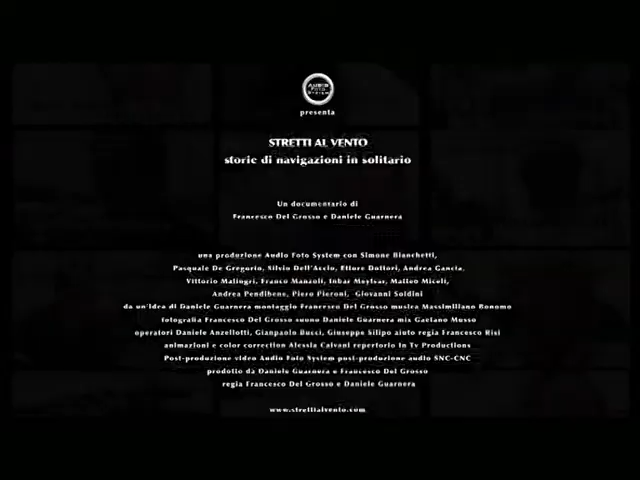 AUDIO
FOTO
SYSTEM
presenta
STRETTI AL VENTO
storie di navigazioni in solitario
Un documentario di
Francesco Del Grosso e Daniele Guarnera
una produzione Audio Foto System con Simone Bianchetti,
Pasquale De Gregorio, Silvio Dell'Accio, Ettore Dottori, Andrea Gancia,
Vittorio Malingri, Franco Manzoli, Inbar Meytsar, Matteo Miceli,
Andrea Pendibene, Piero Pieroni, Giovanni Soldini
da un'idea di Daniele Guarnera montaggio Francesco Del Grosso musica Massimiliano Bonomo
fotografia Francesco Del Grosso suono Daniele Guarnera mix Gaetano Musso
operatori Daniele Anzellotti, Gianpaolo Bucci, Giuseppe Silipo aiuto regia Francesco Risi
animazioni e color correction Alessia Calvani repertorio In Tv Productions
Post-produzione video Audio Foto System post-produzione audio SNC-CNC
prodotto da Daniele Guarnera e Francesco Del Grosso
regia Francesco Del Grosso e Daniele Guarnera
www.strettialvento.com